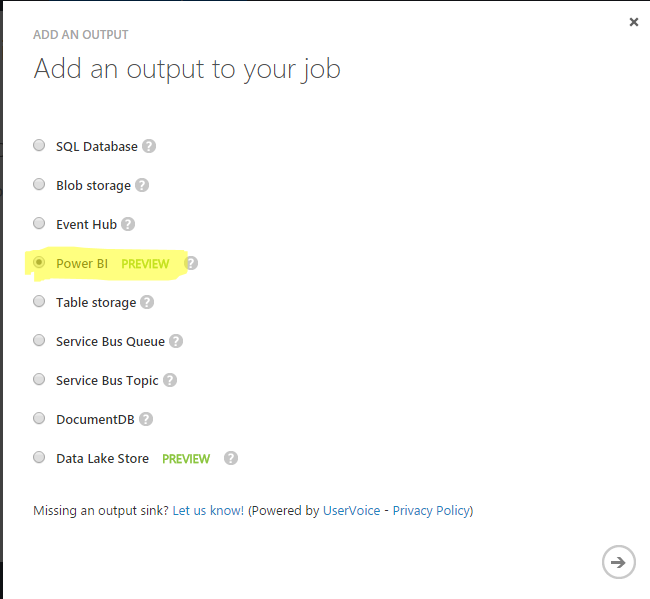 ADD AN OUTPUT
Add an output to your job
SQL Database ?
Blob storage ?
Event Hub ?
Power BI PREVIEW ?
Table storage ?
Service Bus Queue ?
Service Bus Topic ?
DocumentDB ?
Data Lake Store PREVIEW ?
Missing an output sink? Let us know! (Powered by UserVoice - Privacy Policy)